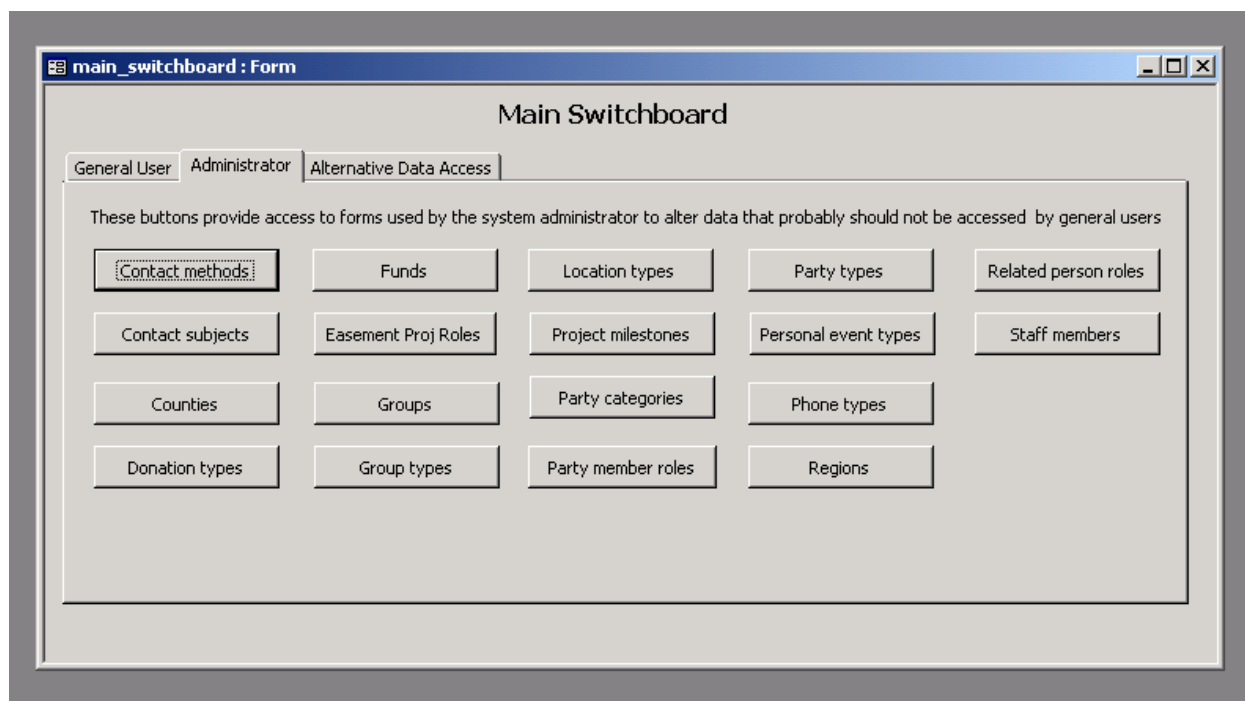 main_switchboard : Form
Main Switchboard
General User Administrator Alternative Data Access
These buttons provide access to forms used by the system administrator to alter data that probably should not be accessed by general users
Contact methods Funds Location types Party types Related person roles
Contact subjects Easement Proj Roles Project milestones Personal event types Staff members
Counties Groups Party categories Phone types
Donation types Group types Party member roles Regions